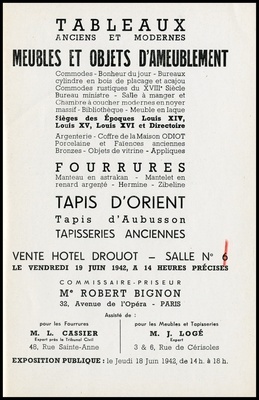 TABLEAUX
ANCIENS ET MODERNES
MEUBLES ET OBJETS D'AMEUBLEMENT
Commodes - Bonheur du jour - Bureaux
cylindre en bois de placage et acajou
Commodes rustiques du XVIIIe Siècle
Bureau ministre - Salle à manger et
Chambre à coucher modernes en noyer
massif - Bibliothèque - Meuble en laque
Sièges des Époques Louis XIV,
Louis XV, Louis XVI et Directoire
Argenterie - Coffre de la Maison ODIOT
Porcelaine et Faïences anciennes
Bronzes - Objets de vitrine - Appliques
FOURRURES
Manteau en astrakan - Mantelet en
renard argenté - Hermine - Zibeline
TAPIS D'ORIENT
Tapis d'Aubusson
TAPISSERIES ANCIENNES
VENTE HOTEL DROUOT — SALLE No 6
LE VENDREDI 19 JUIN 1942, A 14 HEURES PRÉCISES
COMMISSAIRE-PRISEUR
Me ROBERT BIGNON
32, Avenue de l'Opéra - PARIS
Assisté de :
pour les Fourrures pour les Meubles et Tapisseries
M. L. CASSIER M. J. LOGÉ
Expert près le Tribunal Civil Expert
48, Rue Sainte-Anne 3 & 6, Rue de Cérisoles
EXPOSITION PUBLIQUE : le Jeudi 18 Juin 1942, de 14 h. à 18 h.